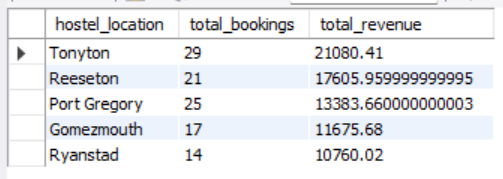 hostel_location total_bookings total_revenue
Tonyton 29 21080.41
Reeseton 21 17605.959999999995
Port Gregory 25 13383.660000000003
Gomezmouth 17 11675.68
Ryanstad 14 10760.02